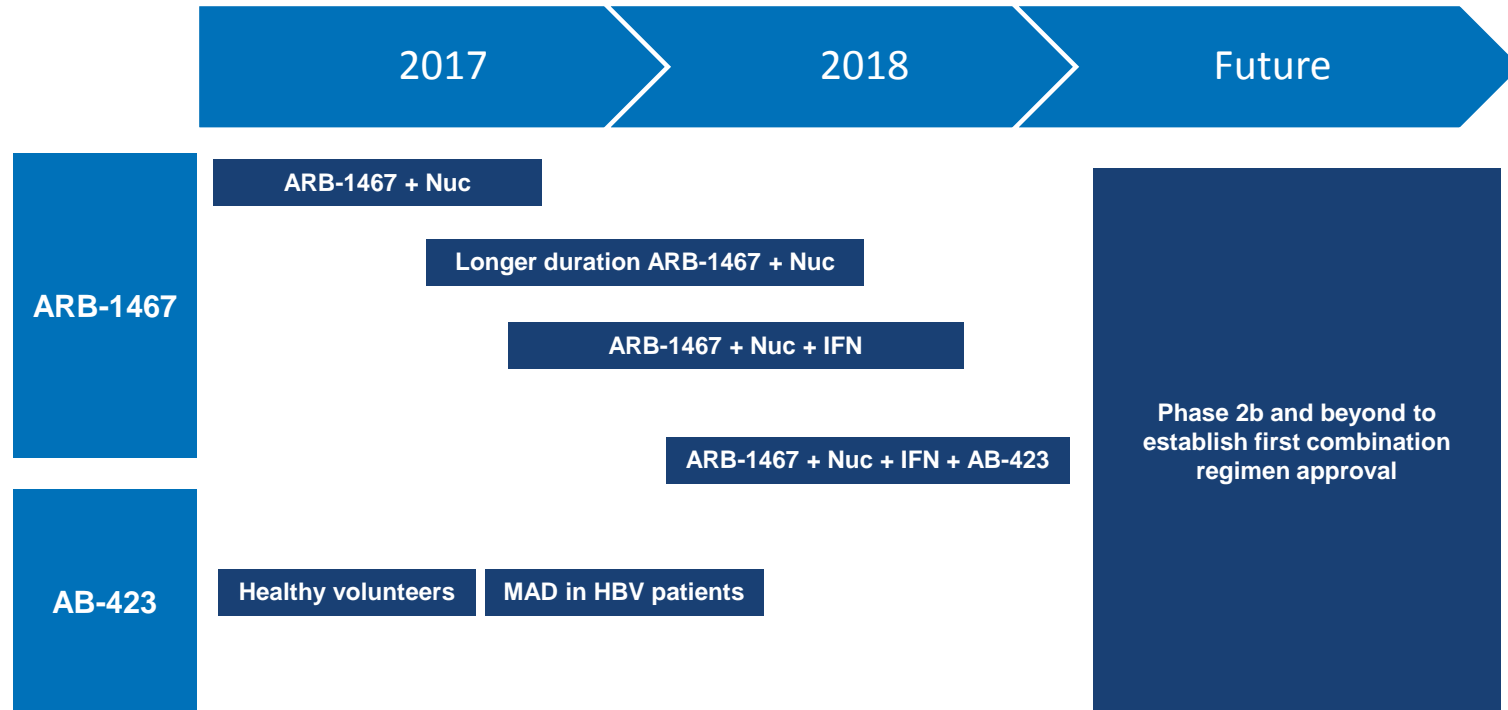 2017
2018
Future
ARB-1467
ARB-1467 + Nuc
Longer duration ARB-1467 + Nuc
ARB-1467 + Nuc + IFN
ARB-1467 + Nuc + IFN + AB-423
AB-423
Healthy volunteers
MAD in HBV patients
Phase 2b and beyond to
establish first combination
regimen approval